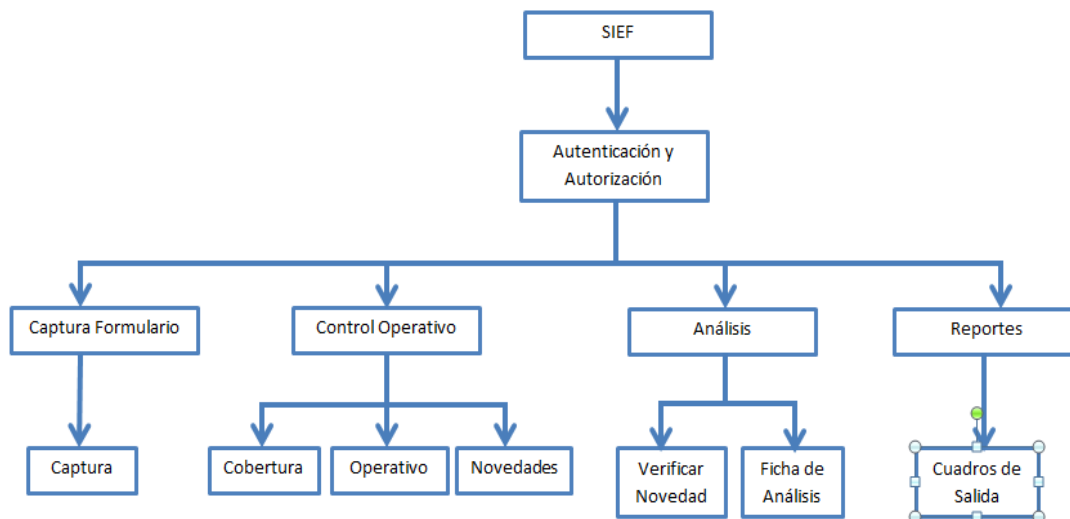 SIEF
Autenticación y
Autorización
Captura Formulario
Control Operativo
Análisis
Reportes
Captura
Cobertura
Operativo
Novedades
Verificar
Novedad
Ficha de
Análisis
Cuadros de
Salida